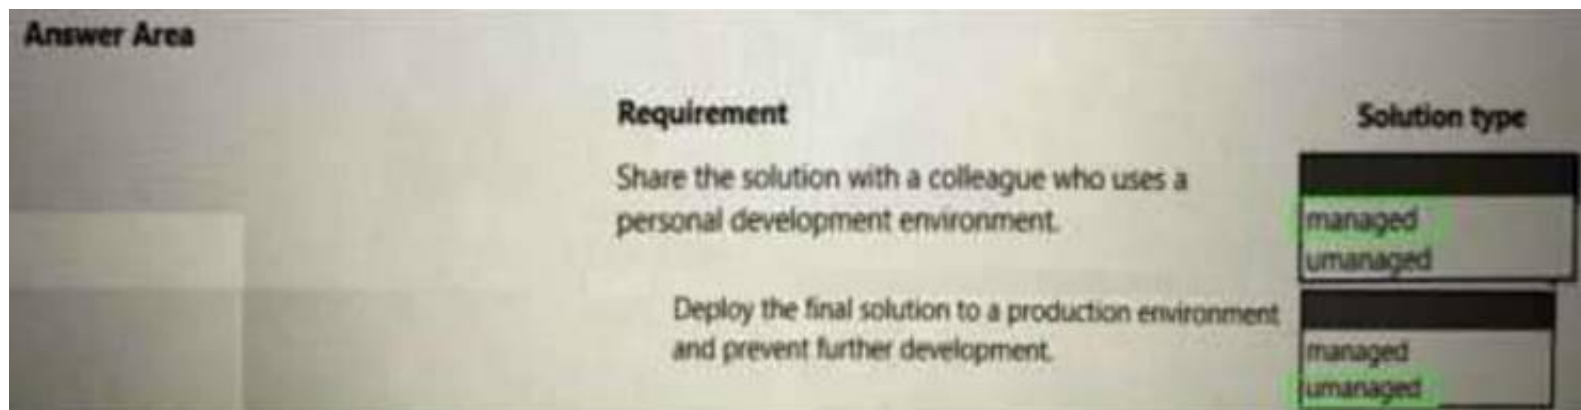 Answer Area
Requirement
Solution type
Share the solution with a colleague who uses a
personal development environment.
managed
umanaged
Deploy the final solution to a production environment
and prevent further development.
managed
umanaged